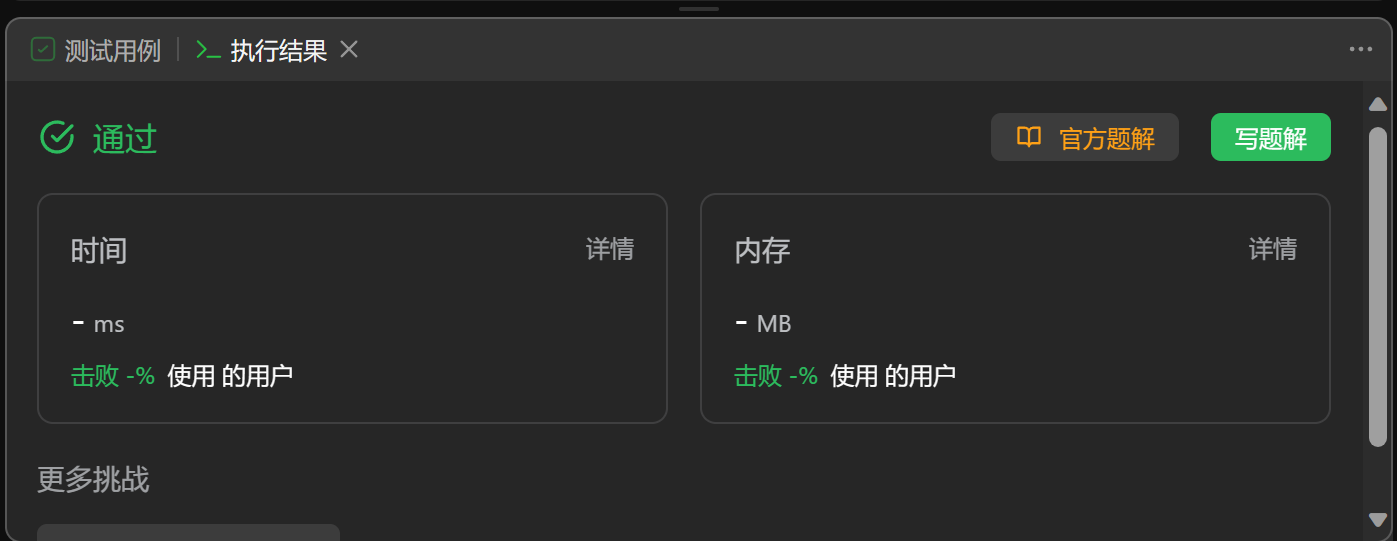 测试用例 执行结果
通过 官方题解 写题解
时间 详情
- ms
击败 -% 使用 的用户
内存 详情
- MB
击败 -% 使用 的用户
更多挑战